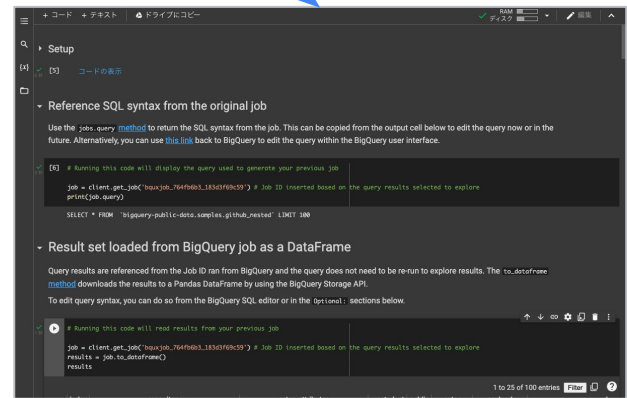 + コード + テキスト ドライブにコピー
RAM
ディスク
編集
Setup
{x}
[5] コードの表示
Reference SQL syntax from the original job
Use the jobs.query method to return the SQL syntax from the job. This can be copied from the output cell below to edit the query now or in the
future. Alternatively, you can use this link back to BigQuery to edit the query within the BigQuery user interface.
[6] # Running this code will display the query used to generate your previous job
job = client.get_job('bquxjob_764fb6b3_183d3f69c59') # Job ID inserted based on the query results selected to explore
print(job.query)
SELECT * FROM `bigquery-public-data.samples.github_nested` LIMIT 100
Result set loaded from BigQuery job as a DataFrame
Query results are referenced from the Job ID ran from BigQuery and the query does not need to be re-run to explore results. The to_dataframe
method downloads the results to a Pandas DataFrame by using the BigQuery Storage API.
To edit query syntax, you can do so from the BigQuery SQL editor or in the Optional: sections below.
# Running this code will read results from your previous job
job = client.get_job('bquxjob_764fb6b3_183d3f69c59') # Job ID inserted based on the query results selected to explore
results = job.to_dataframe()
results
1 to 25 of 100 entries Filter